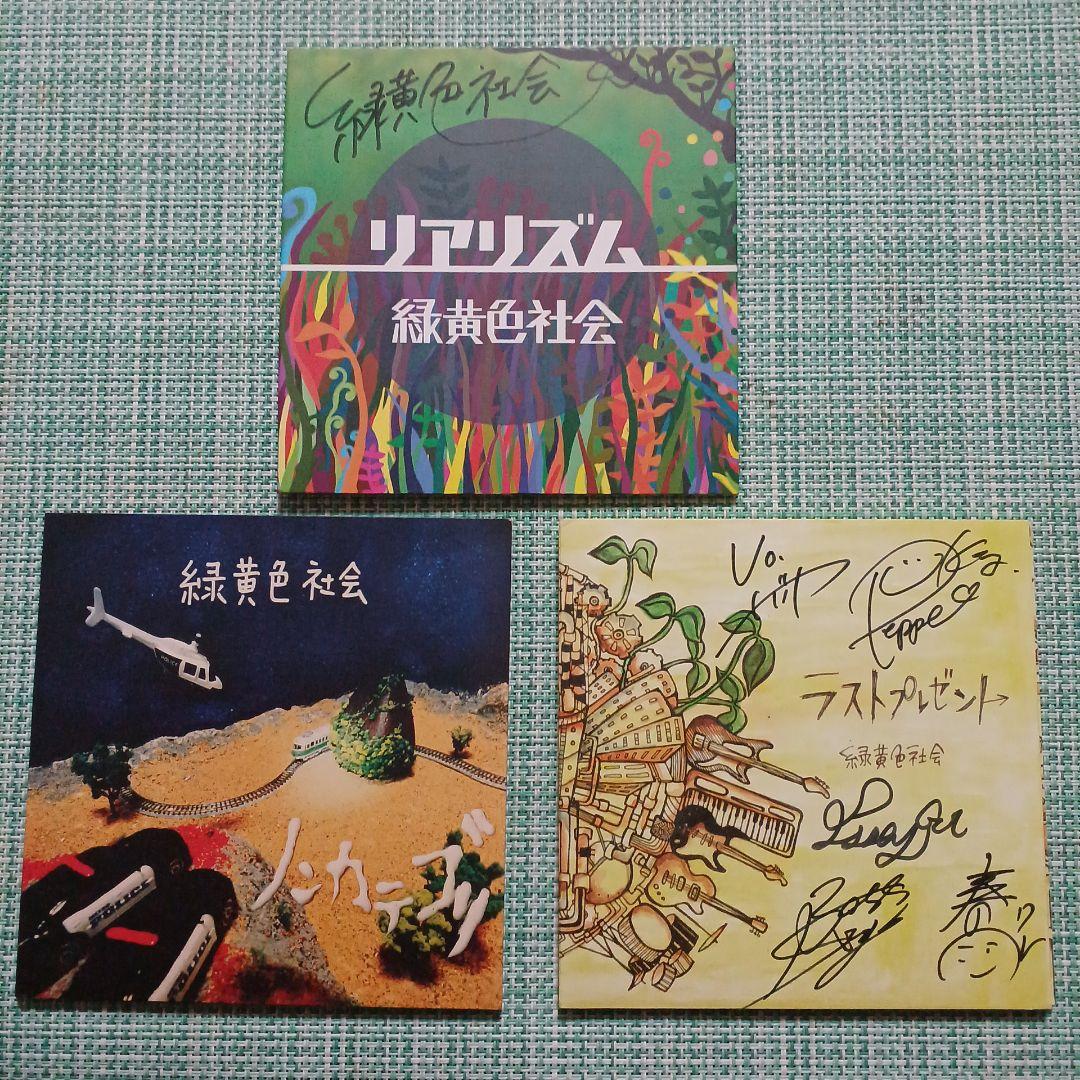 緑黄色社会
リアリズム
緑黄色社会
緑黄色社会
ノンカテゴリ
Vo.
teppe♡
ラストプレゼント
緑黄色社会
春